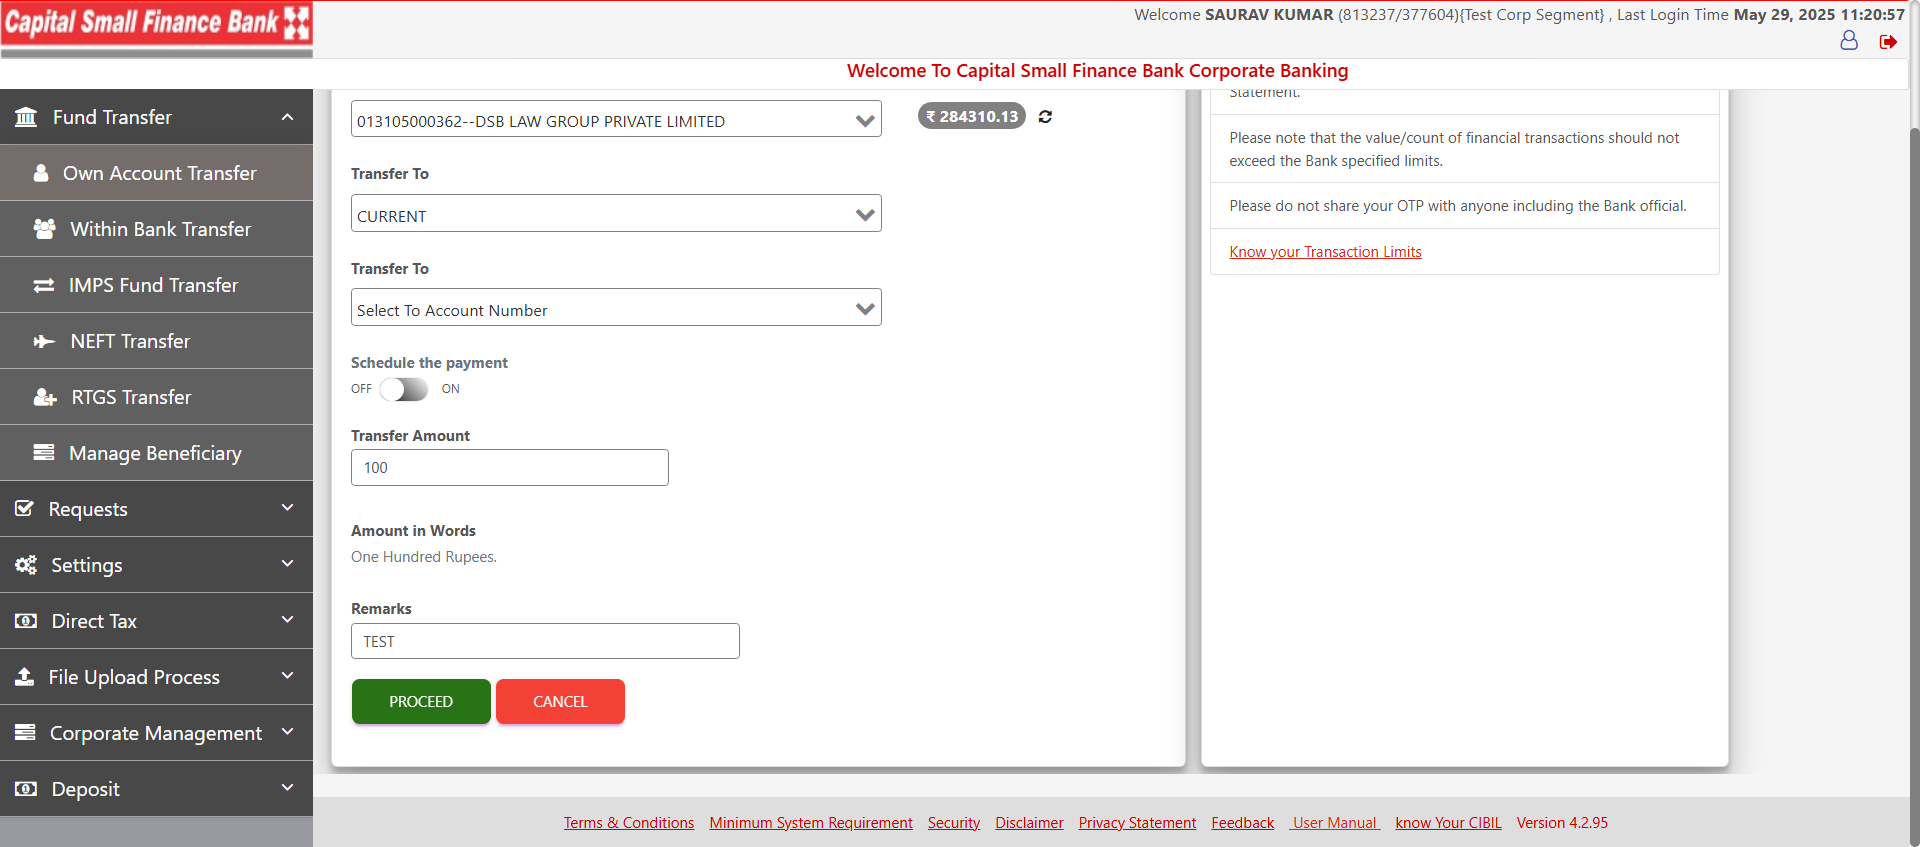 Capital Small Finance Bank
Welcome SAURAV KUMAR (813237/377604){Test Corp Segment} , Last Login Time May 29, 2025 11:20:57
Welcome To Capital Small Finance Bank Corporate Banking
Fund Transfer
Own Account Transfer
Within Bank Transfer
IMPS Fund Transfer
NEFT Transfer
RTGS Transfer
Manage Beneficiary
Requests
Settings
Direct Tax
File Upload Process
Corporate Management
Deposit
013105000362--DSB LAW GROUP PRIVATE LIMITED
₹ 284310.13
Transfer To
CURRENT
Transfer To
Select To Account Number
Schedule the payment
OFF ON
Transfer Amount
100
Amount in Words
One Hundred Rupees.
Remarks
TEST
PROCEED CANCEL
Statement.
Please note that the value/count of financial transactions should not
exceed the Bank specified limits.
Please do not share your OTP with anyone including the Bank official.
Know your Transaction Limits
Terms & Conditions Minimum System Requirement Security Disclaimer Privacy Statement Feedback User Manual know Your CIBIL Version 4.2.95